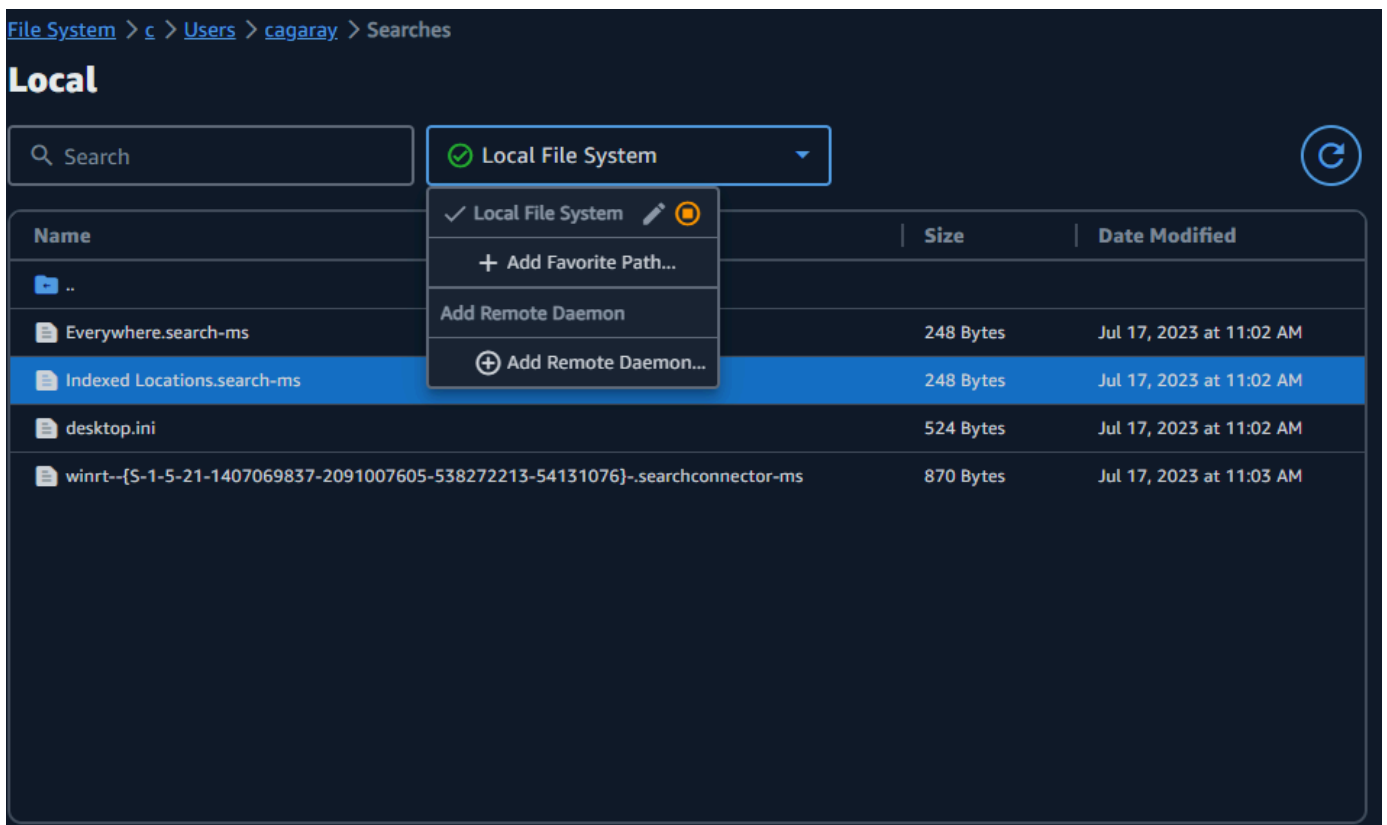 File System > c > Users > cagaray > Searches
Local
Search
Local File System
Local File System
Add Favorite Path...
Add Remote Daemon
Add Remote Daemon...
Name Size Date Modified
..
Everywhere.search-ms 248 Bytes Jul 17, 2023 at 11:02 AM
Indexed Locations.search-ms 248 Bytes Jul 17, 2023 at 11:02 AM
desktop.ini 524 Bytes Jul 17, 2023 at 11:02 AM
winrt--{S-1-5-21-1407069837-2091007605-538272213-54131076}-.searchconnector-ms 870 Bytes Jul 17, 2023 at 11:03 AM